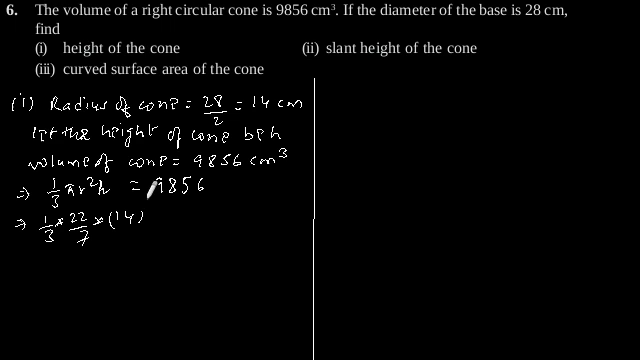 6. The volume of a right circular cone is 9856 cm³. If the diameter of the base is 28 cm,
find
(i) height of the cone (ii) slant height of the cone
(iii) curved surface area of the cone
(i) Radius of cone = 28/2 = 14 cm
let the height of cone be h
volume of cone = 9856 cm³
⇒ 1/3 πr²h = 9856
⇒ 1/3 * 22/7 * (14)